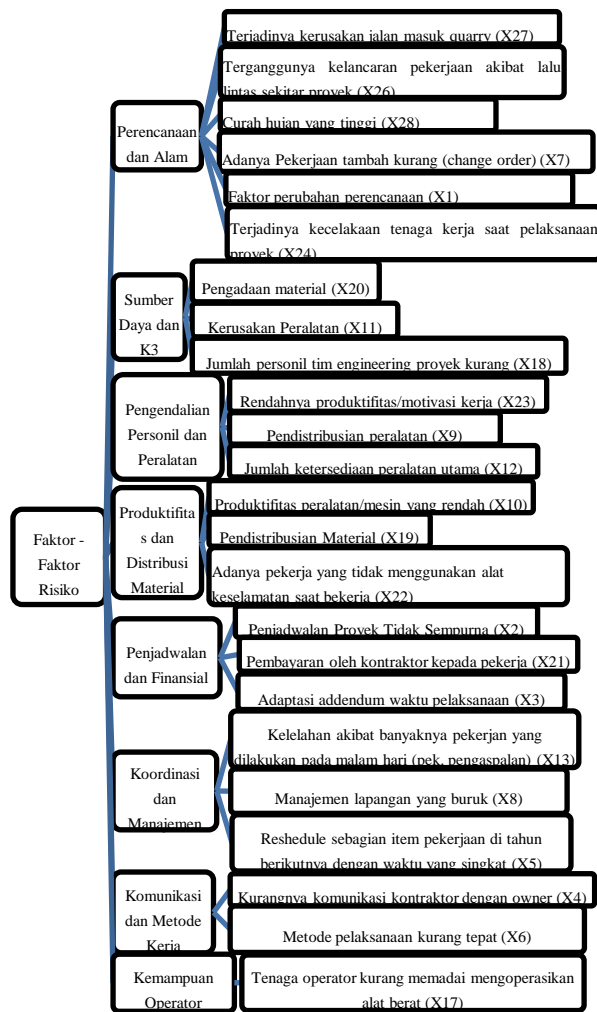 Faktor -
Faktor
Risiko
Perencanaan
dan Alam
Terjadinya kerusakan jalan masuk quarry (X27)
Terganggunya kelancaran pekerjaan akibat lalu
lintas sekitar proyek (X26)
Curah hujan yang tinggi (X28)
Adanya Pekerjaan tambah kurang (change order) (X7)
Faktor perubahan perencanaan (X1)
Terjadinya kecelakaan tenaga kerja saat pelaksanaan
proyek (X24)
Sumber
Daya dan
K3
Pengadaan material (X20)
Kerusakan Peralatan (X11)
Jumlah personil tim engineering proyek kurang (X18)
Pengendalian
Personil dan
Peralatan
Rendahnya produktifitas/motivasi kerja (X23)
Pendistribusian peralatan (X9)
Jumlah ketersediaan peralatan utama (X12)
Produktifita
s dan
Distribusi
Material
Produktifitas peralatan/mesin yang rendah (X10)
Pendistribusian Material (X19)
Adanya pekerja yang tidak menggunakan alat
keselamatan saat bekerja (X22)
Penjadwalan
dan Finansial
Penjadwalan Proyek Tidak Sempurna (X2)
Pembayaran oleh kontraktor kepada pekerja (X21)
Adaptasi addendum waktu pelaksanaan (X3)
Koordinasi
dan
Manajemen
Kelelahan akibat banyaknya pekerjan yang
dilakukan pada malam hari (pek. pengaspalan) (X13)
Manajemen lapangan yang buruk (X8)
Reshedule sebagian item pekerjaan di tahun
berikutnya dengan waktu yang singkat (X5)
Komunikasi
dan Metode
Kerja
Kurangnya komunikasi kontraktor dengan owner (X4)
Metode pelaksanaan kurang tepat (X6)
Kemampuan
Operator
Tenaga operator kurang memadai mengoperasikan
alat berat (X17)